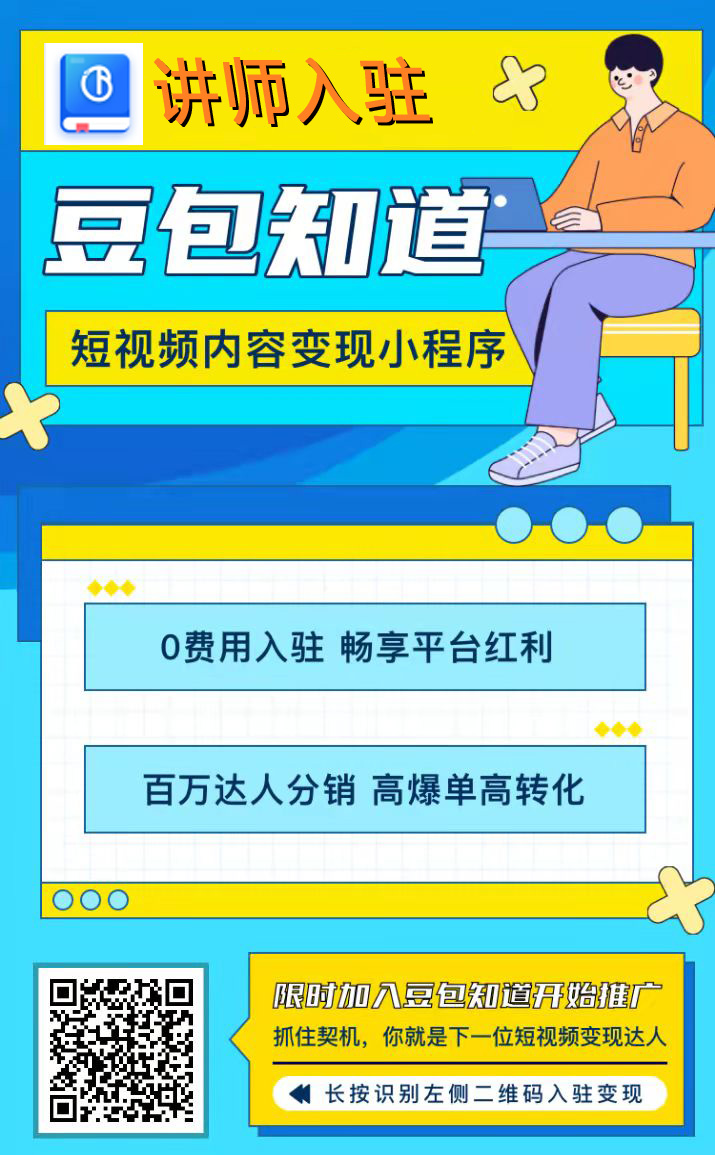 讲师入驻
豆包知道
短视频内容变现小程序
0费用入驻 畅享平台红利
百万达人分销 高爆单高转化
限时加入豆包知道开始推广
抓住契机，你就是下一位短视频变现达人
长按识别左侧二维码入驻变现